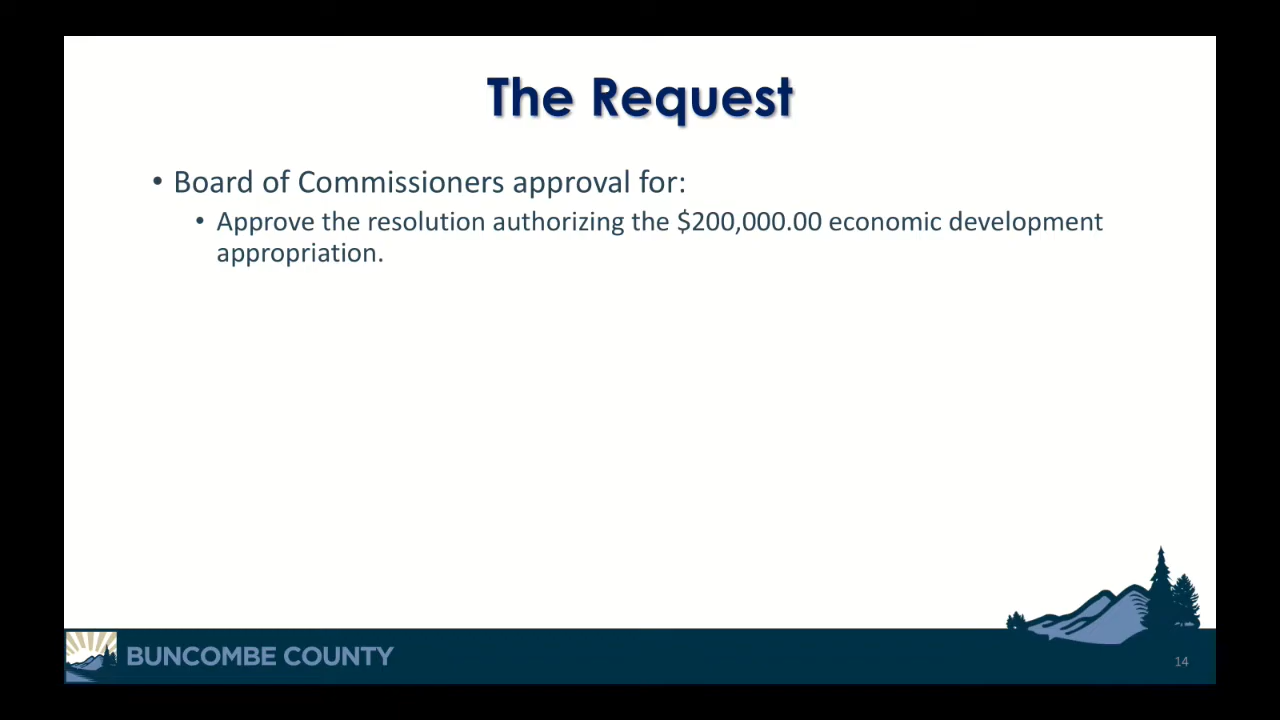 The Request
• Board of Commissioners approval for:
• Approve the resolution authorizing the $200,000.00 economic development
appropriation.
BUNCOMBE COUNTY
14